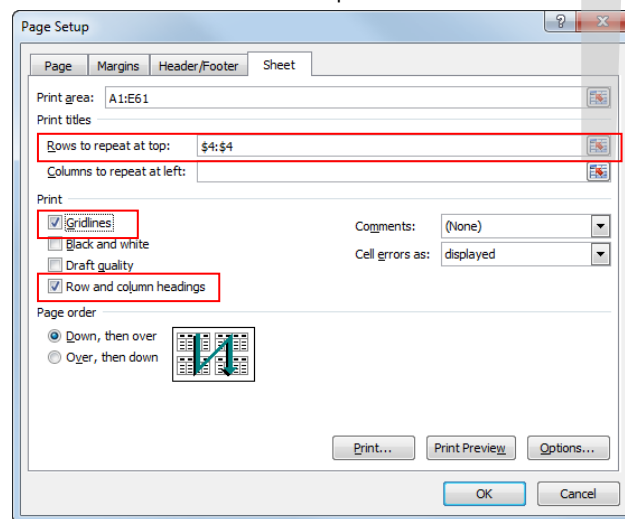 Page Setup
Page Margins Header/Footer Sheet
Print area: A1:E61
Print titles
Rows to repeat at top: $4:$4
Columns to repeat at left:
Print
Gridlines
Comments: (None)
Black and white
Cell errors as: displayed
Draft quality
Row and column headings
Page order
Down, then over
Over, then down
Print... Print Preview Options...
OK Cancel